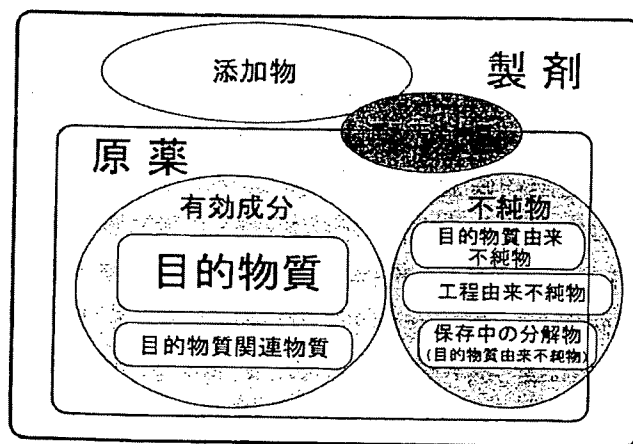 添加物
製剤
原薬
有効成分
目的物質
目的物質関連物質
不純物
目的物質由来
不純物
工程由来不純物
保存中の分解物
(目的物質由来不純物)